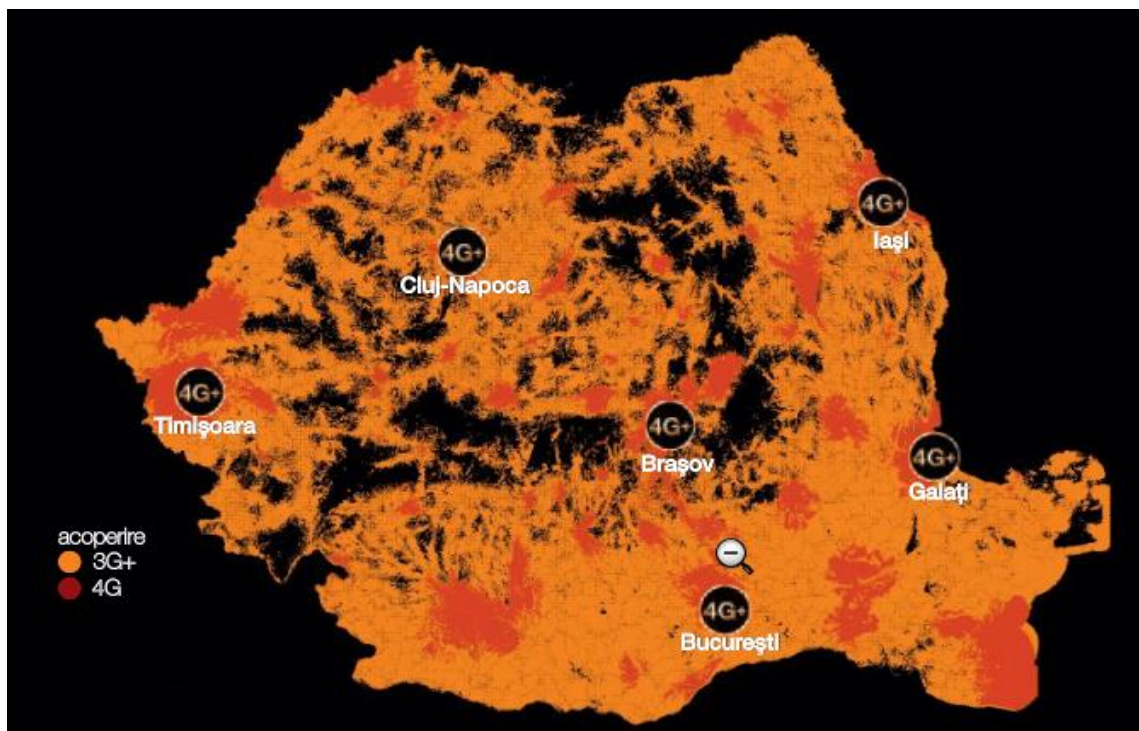 4G+
Iași
4G+
Cluj-Napoca
4G+
Timișoara
4G+
Brașov
4G+
Galați
acoperire
3G+
4G
4G+
București